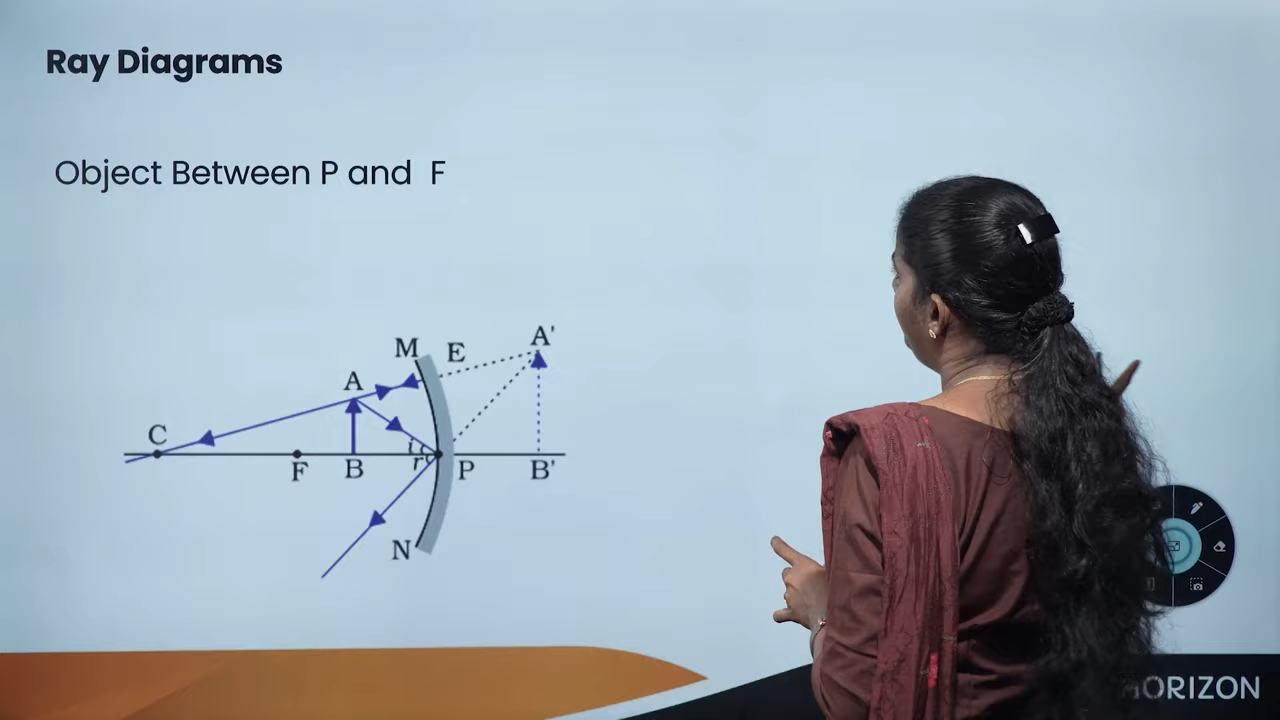 Ray Diagrams
Object Between P and F
M
E
A'
A
C
i
r
F
B
P
B'
N
HORIZON